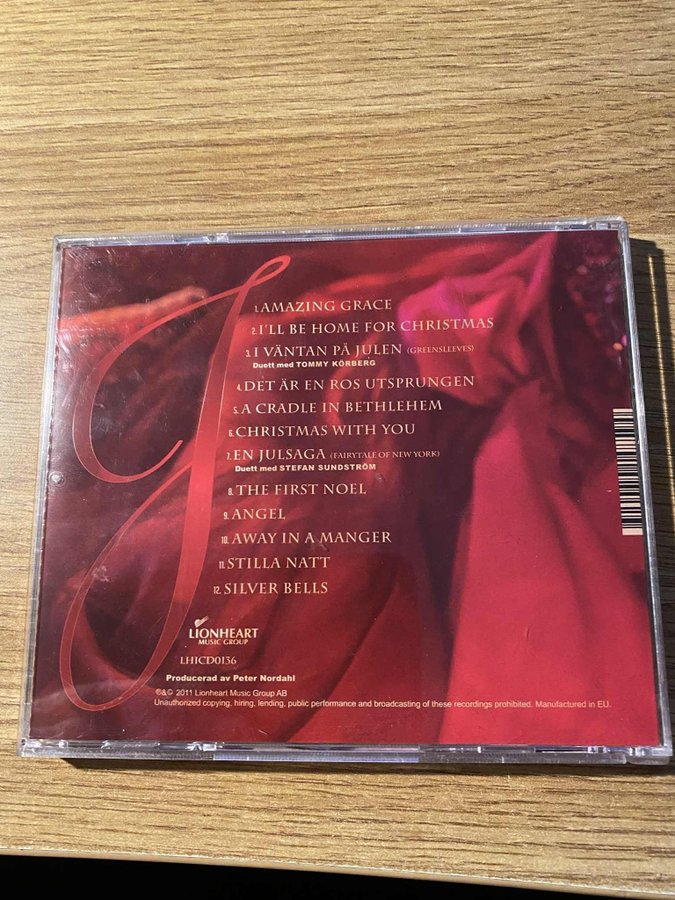 J
1. AMAZING GRACE
2. I'LL BE HOME FOR CHRISTMAS
3. I VÄNTAN PÅ JULEN (GREENSLEEVES)
Duett med TOMMY KÖRBERG
4. DET ÄR EN ROS UTSPRUNGEN
5. A CRADLE IN BETHLEHEM
6. CHRISTMAS WITH YOU
7. EN JULSAGA (FAIRYTALE OF NEW YORK)
Duett med STEFAN SUNDSTRÖM
8. THE FIRST NOEL
9. ANGEL
10. AWAY IN A MANGER
11. STILLA NATT
12. SILVER BELLS
LIONHEART
MUSIC GROUP
LHICD0136
Producerad av Peter Nordahl
℗&© 2011 Lionheart Music Group AB
Unauthorized copying, hiring, lending, public performance and broadcasting of these recordings prohibited. Manufactured in EU.